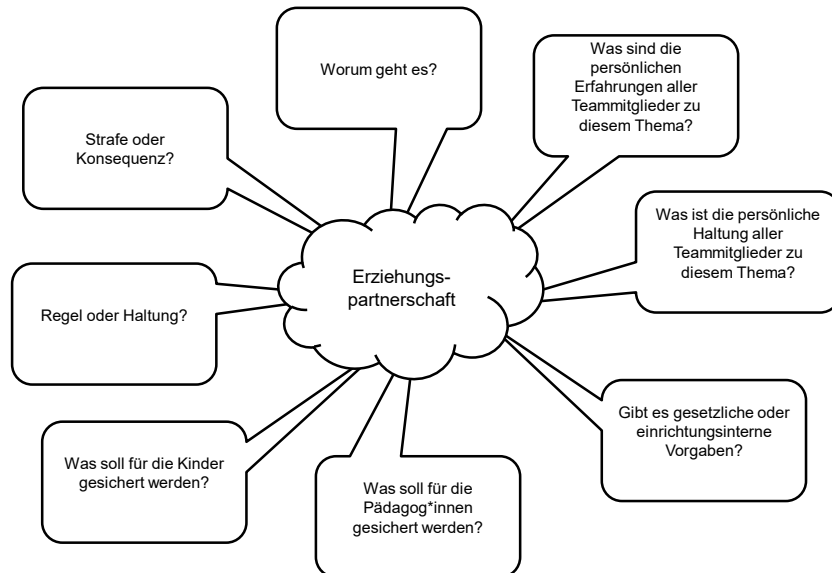 Worum geht es?
Was sind die
persönlichen
Erfahrungen aller
Teammitglieder zu
diesem Thema?
Strafe oder
Konsequenz?
Was ist die persönliche
Haltung aller
Teammitglieder zu
diesem Thema?
Erziehungs-
partnerschaft
Regel oder Haltung?
Gibt es gesetzliche oder
einrichtungsinterne
Vorgaben?
Was soll für die Kinder
gesichert werden?
Was soll für die
Pädagog*innen
gesichert werden?